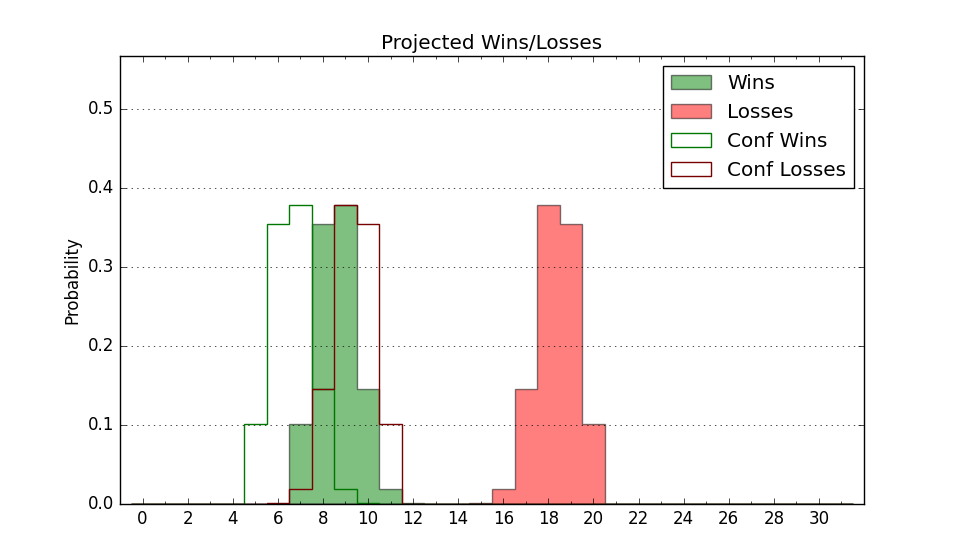 Projected Wins/Losses
Wins
Losses
Conf Wins
Conf Losses
Probability
0.5
0.4
0.3
0.2
0.1
0.0
0 2 4 6 8 10 12 14 16 18 20 22 24 26 28 30